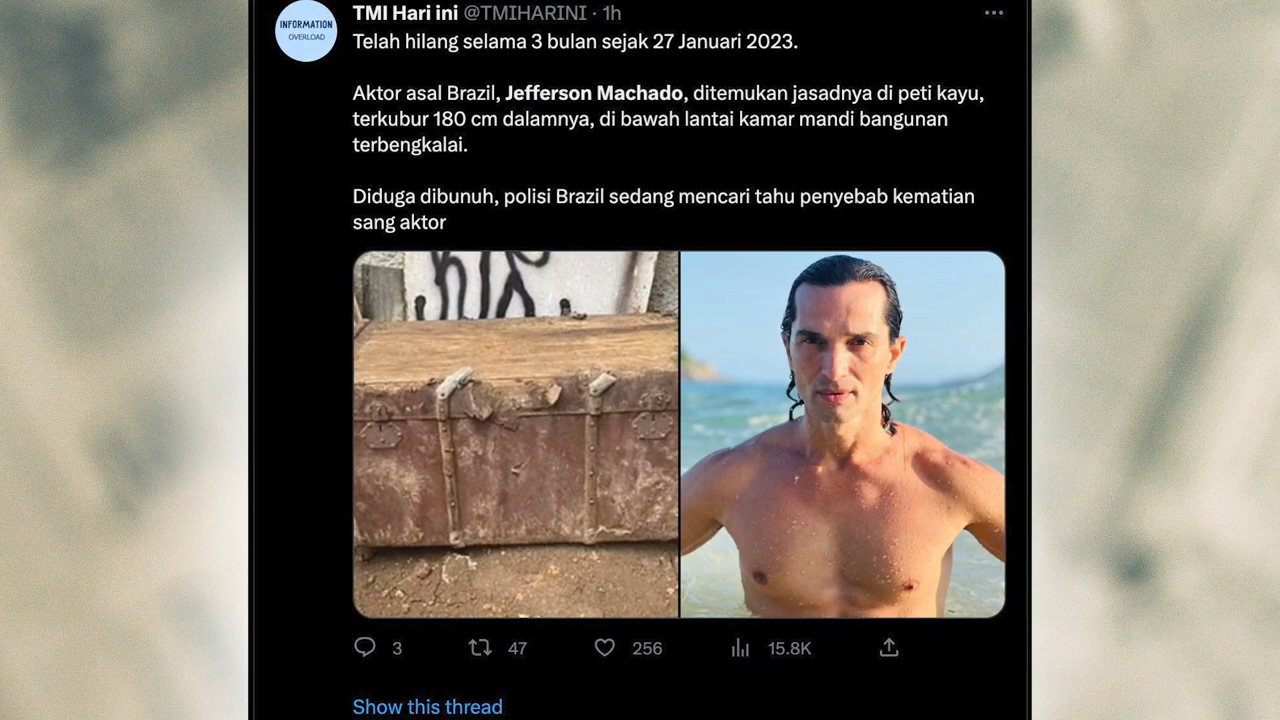 INFORMATION
OVERLOAD
TMI Hari ini @TMIHARINI · 1h
Telah hilang selama 3 bulan sejak 27 Januari 2023.
Aktor asal Brazil, Jefferson Machado, ditemukan jasadnya di peti kayu,
terkubur 180 cm dalamnya, di bawah lantai kamar mandi bangunan
terbengkalai.
Diduga dibunuh, polisi Brazil sedang mencari tahu penyebab kematian
sang aktor
3 47 256 15.8K
Show this thread